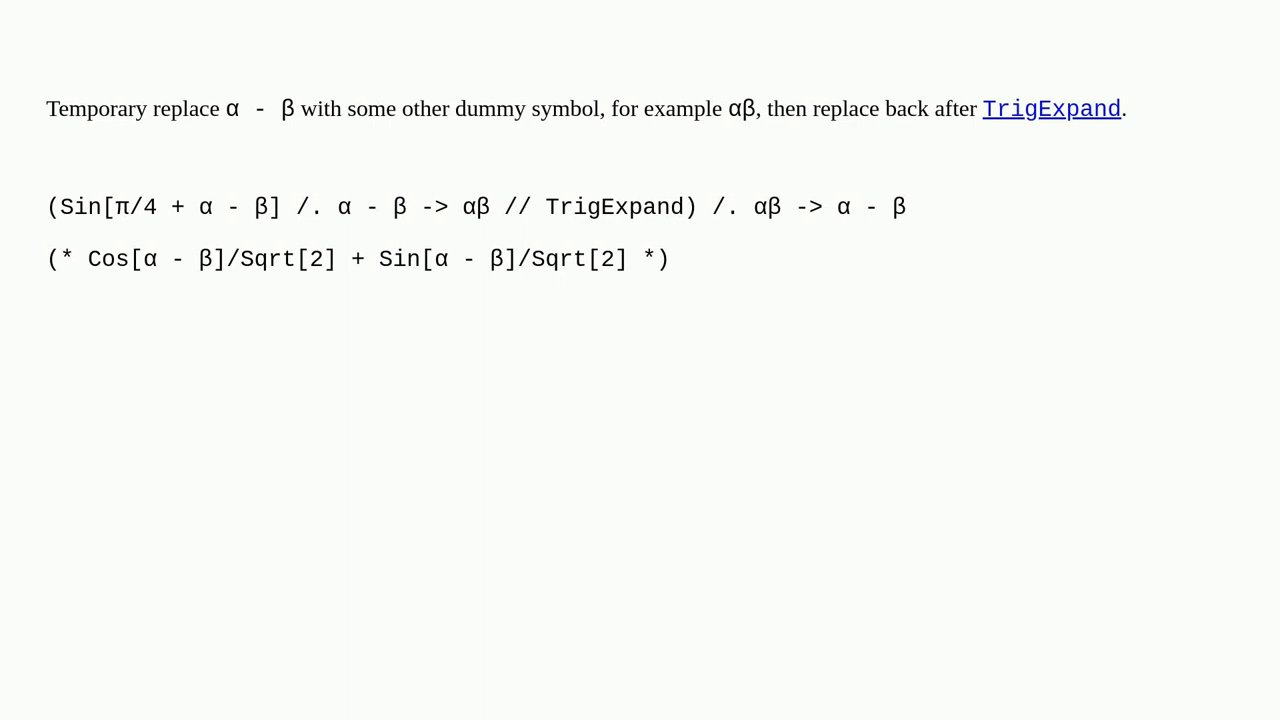 Temporary replace α - β with some other dummy symbol, for example αβ, then replace back after TrigExpand.
(Sin[π/4 + α - β] /. α - β -> αβ // TrigExpand) /. αβ -> α - β
(* Cos[α - β]/Sqrt[2] + Sin[α - β]/Sqrt[2] *)